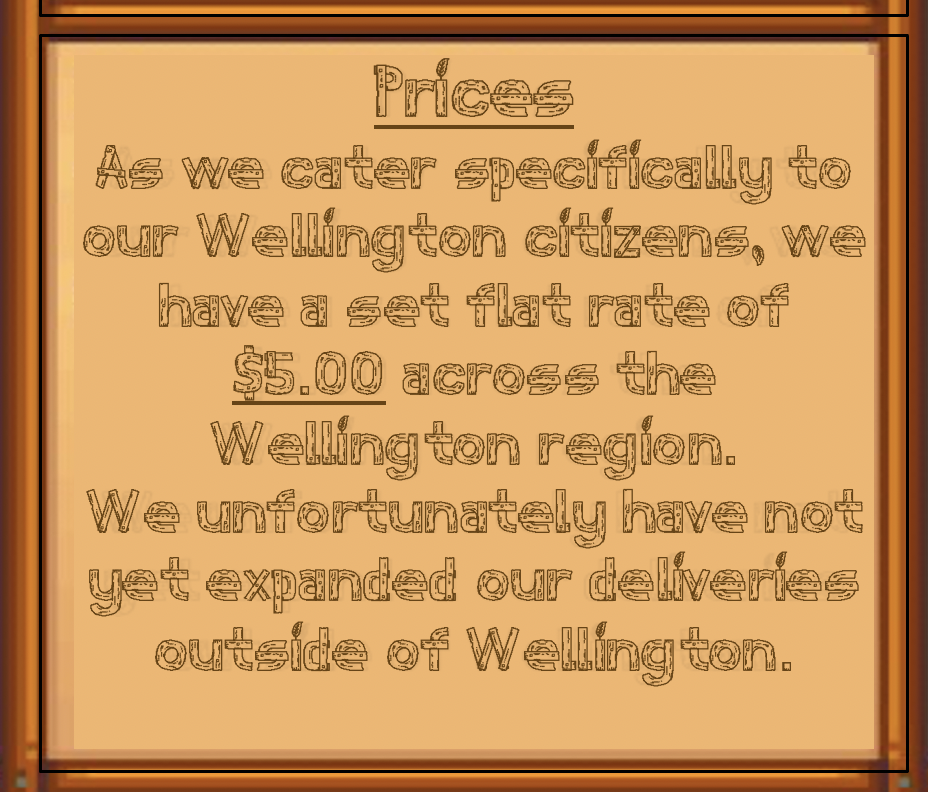 Prices
As we cater specifically to
our Wellington citizens, we
have a set flat rate of
$5.00 across the
Wellington region.
We unfortunately have not
yet expanded our deliveries
outside of Wellington.